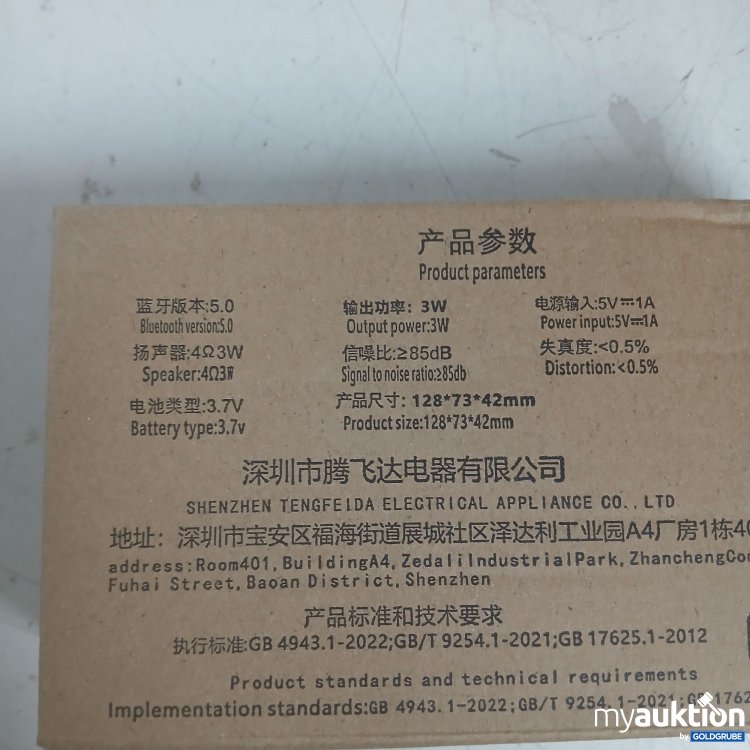 产品参数
Product parameters
蓝牙版本:5.0 输出功率: 3W 电源输入:5V⎓1A
Bluetooth version:5.0 Output power:3W Power input:5V⎓1A
扬声器:4Ω3W 信噪比:≥85dB 失真度:<0.5%
Speaker:4Ω3W Signal to noise ratio:≥85db Distortion:<0.5%
电池类型:3.7V 产品尺寸: 128*73*42mm
Battery type:3.7v Product size:128*73*42mm
深圳市腾飞达电器有限公司
SHENZHEN TENGFEIDA ELECTRICAL APPLIANCE CO.,LTD
地址: 深圳市宝安区福海街道展城社区泽达利工业园A4厂房1栋40
address:Room401,BuildingA4,ZedaliIndustrialPark,ZhanchengCo
Fuhai Street,Baoan District,Shenzhen
产品标准和技术要求
执行标准:GB 4943.1-2022;GB/T 9254.1-2021;GB 17625.1-2012
Product standards and technical requirements
Implementation standards:GB 4943.1-2022;GB/T 9254.1-2021;GB 1762
myauktion
by GOLDGRUBE